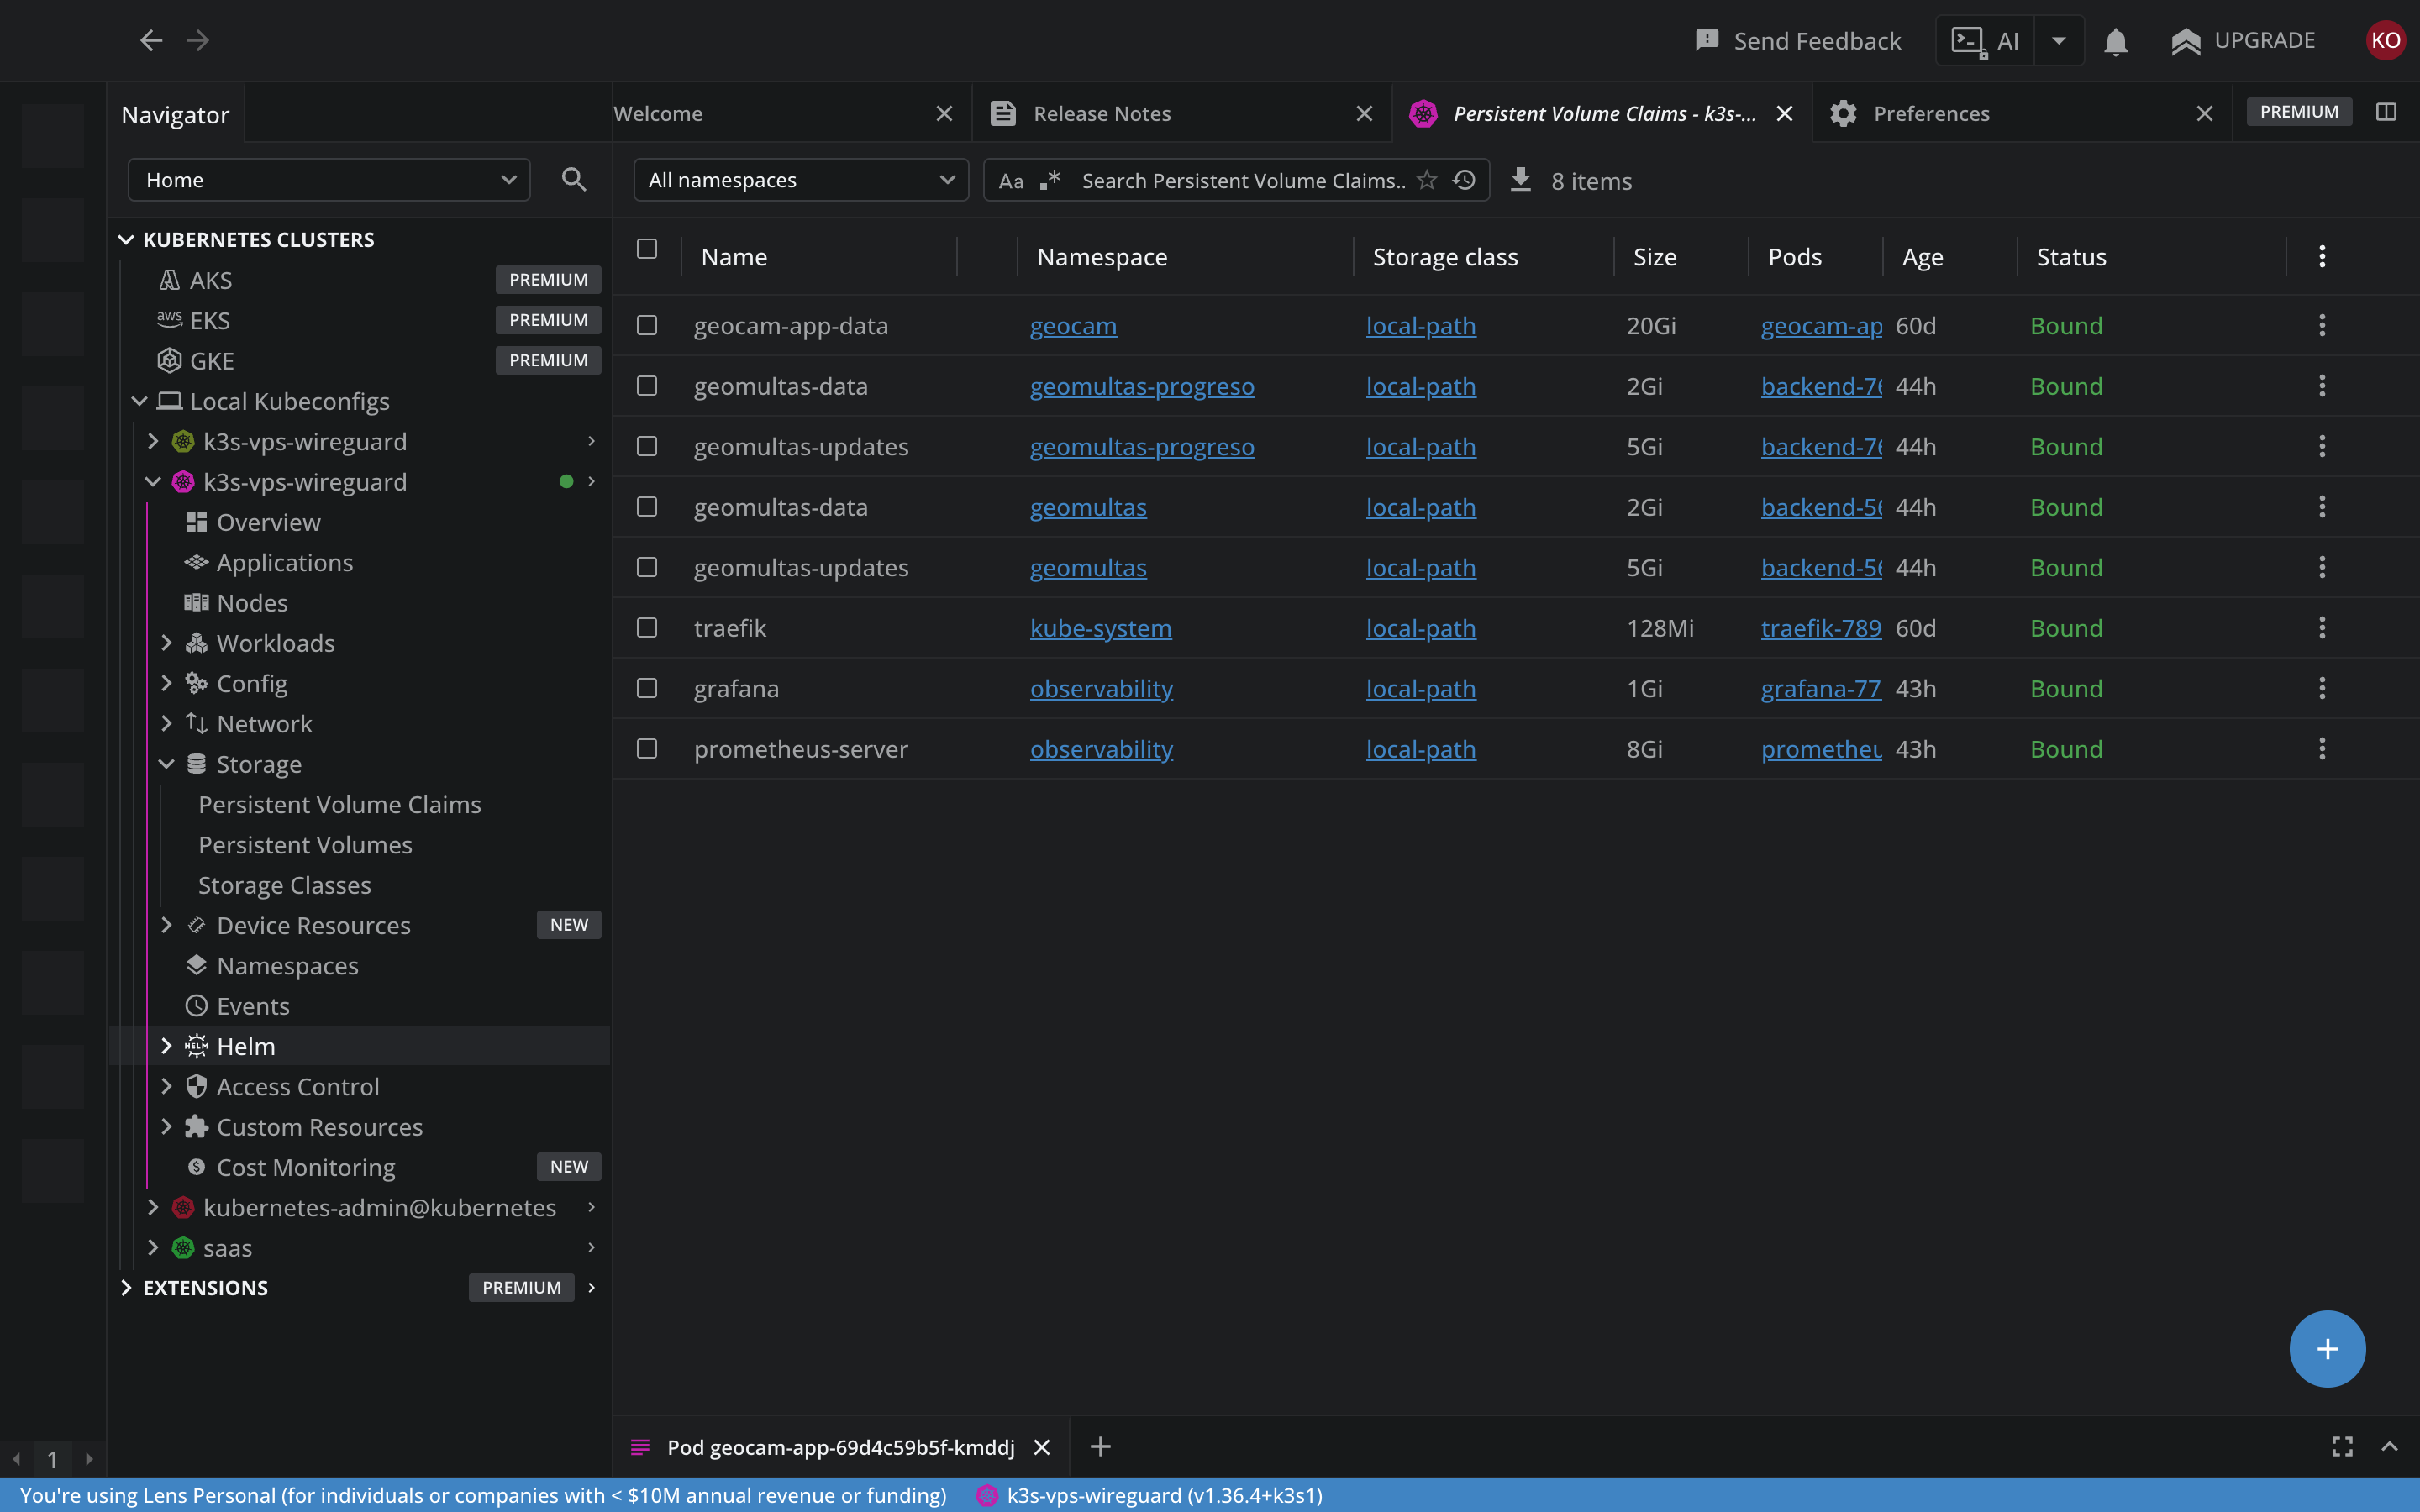 Send Feedback AI UPGRADE KO
Navigator
Welcome
Release Notes
Persistent Volume Claims - k3s-...
Preferences
PREMIUM
Home
All namespaces
Aa .* Search Persistent Volume Claims..
8 items
KUBERNETES CLUSTERS
AKS PREMIUM
aws EKS PREMIUM
GKE PREMIUM
Local Kubeconfigs
k3s-vps-wireguard
k3s-vps-wireguard
Overview
Applications
Nodes
Workloads
Config
Network
Storage
Persistent Volume Claims
Persistent Volumes
Storage Classes
Device Resources NEW
Namespaces
Events
HELM Helm
Access Control
Custom Resources
Cost Monitoring NEW
kubernetes-admin@kubernetes
saas
EXTENSIONS PREMIUM
Name Namespace Storage class Size Pods Age Status
geocam-app-data geocam local-path 20Gi geocam-ap 60d Bound
geomultas-data geomultas-progreso local-path 2Gi backend-76 44h Bound
geomultas-updates geomultas-progreso local-path 5Gi backend-76 44h Bound
geomultas-data geomultas local-path 2Gi backend-56 44h Bound
geomultas-updates geomultas local-path 5Gi backend-56 44h Bound
traefik kube-system local-path 128Mi traefik-789 60d Bound
grafana observability local-path 1Gi grafana-77 43h Bound
prometheus-server observability local-path 8Gi prometheu 43h Bound
Pod geocam-app-69d4c59b5f-kmddj
1
You're using Lens Personal (for individuals or companies with < $10M annual revenue or funding)
k3s-vps-wireguard (v1.36.4+k3s1)